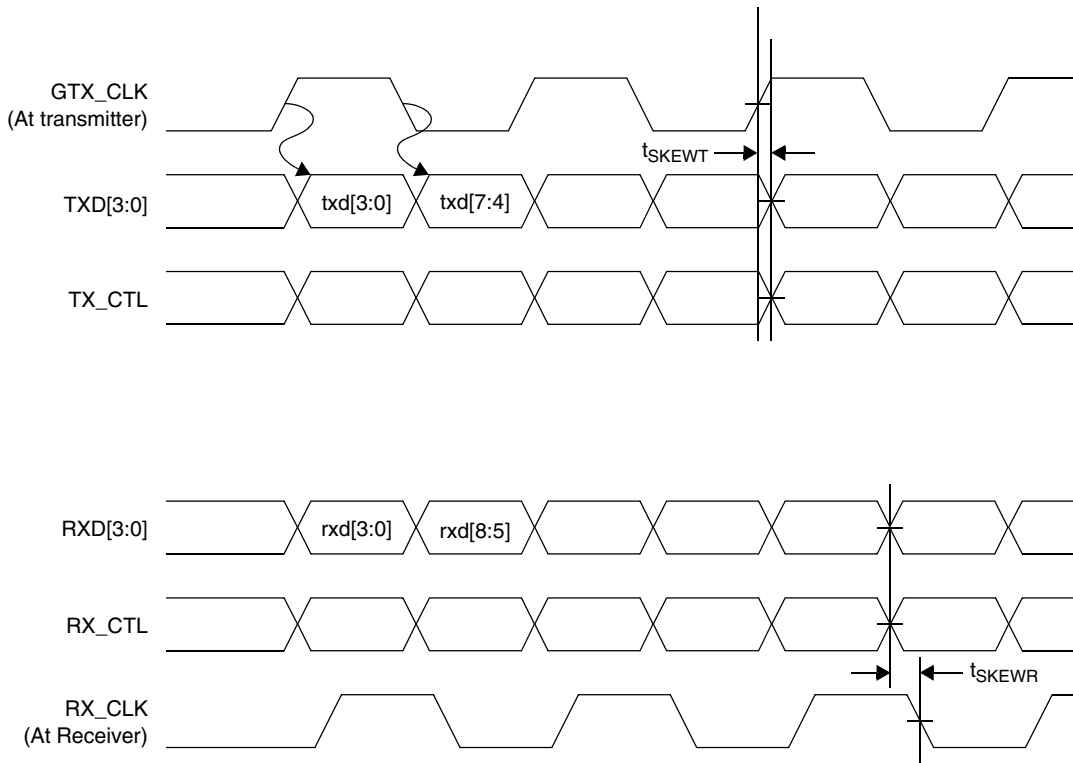 GTX_CLK
(At transmitter)
tSKEWT
TXD[3:0]
txd[3:0]
txd[7:4]
TX_CTL
RXD[3:0]
rxd[3:0]
rxd[8:5]
RX_CTL
tSKEWR
RX_CLK
(At Receiver)